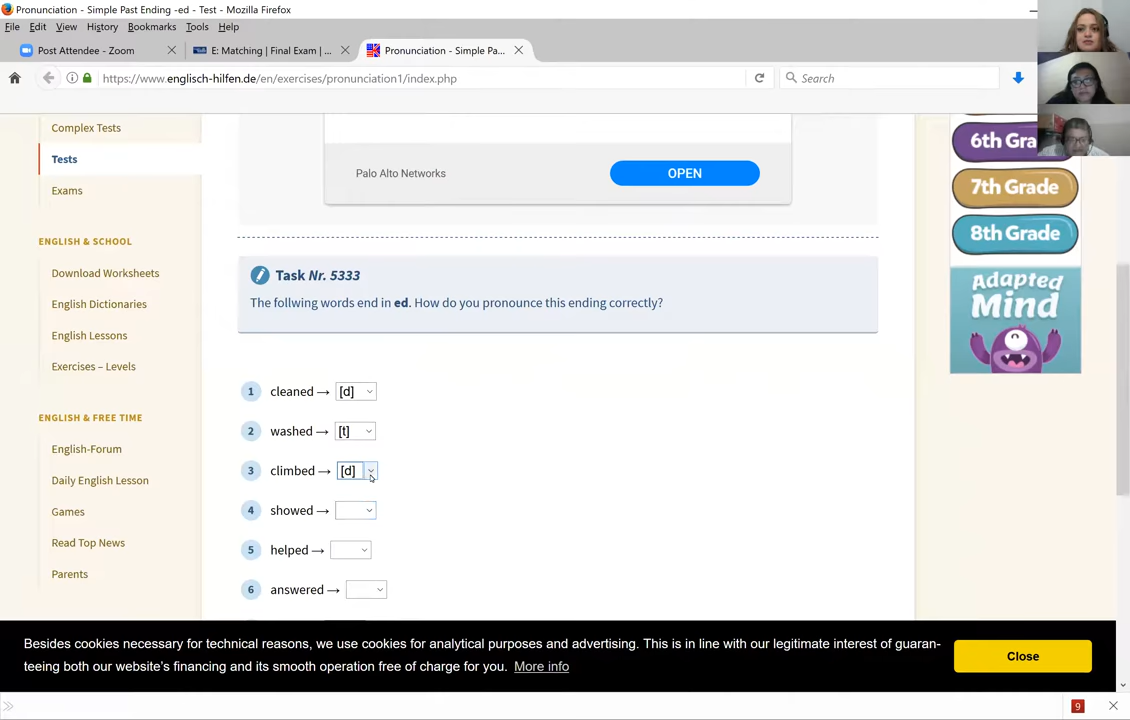 Pronunciation - Simple Past Ending -ed - Test - Mozilla Firefox
File Edit View History Bookmarks Tools Help
Post Attendee - Zoom
E: Matching | Final Exam | ...
Pronunciation - Simple Pa...
https://www.englisch-hilfen.de/en/exercises/pronunciation1/index.php
Search
Complex Tests
Tests
Exams
ENGLISH & SCHOOL
Download Worksheets
English Dictionaries
English Lessons
Exercises – Levels
ENGLISH & FREE TIME
English-Forum
Daily English Lesson
Games
Read Top News
Parents
Palo Alto Networks
OPEN
Task Nr. 5333
The follwing words end in ed. How do you pronounce this ending correctly?
1 cleaned → [d]
2 washed → [t]
3 climbed → [d]
4 showed →
5 helped →
6 answered →
6th Gra
7th Grade
8th Grade
Adapted
Mind
Besides cookies necessary for technical reasons, we use cookies for analytical purposes and advertising. This is in line with our legitimate interest of guaran-
teeing both our website's financing and its smooth operation free of charge for you. More info
Close
9